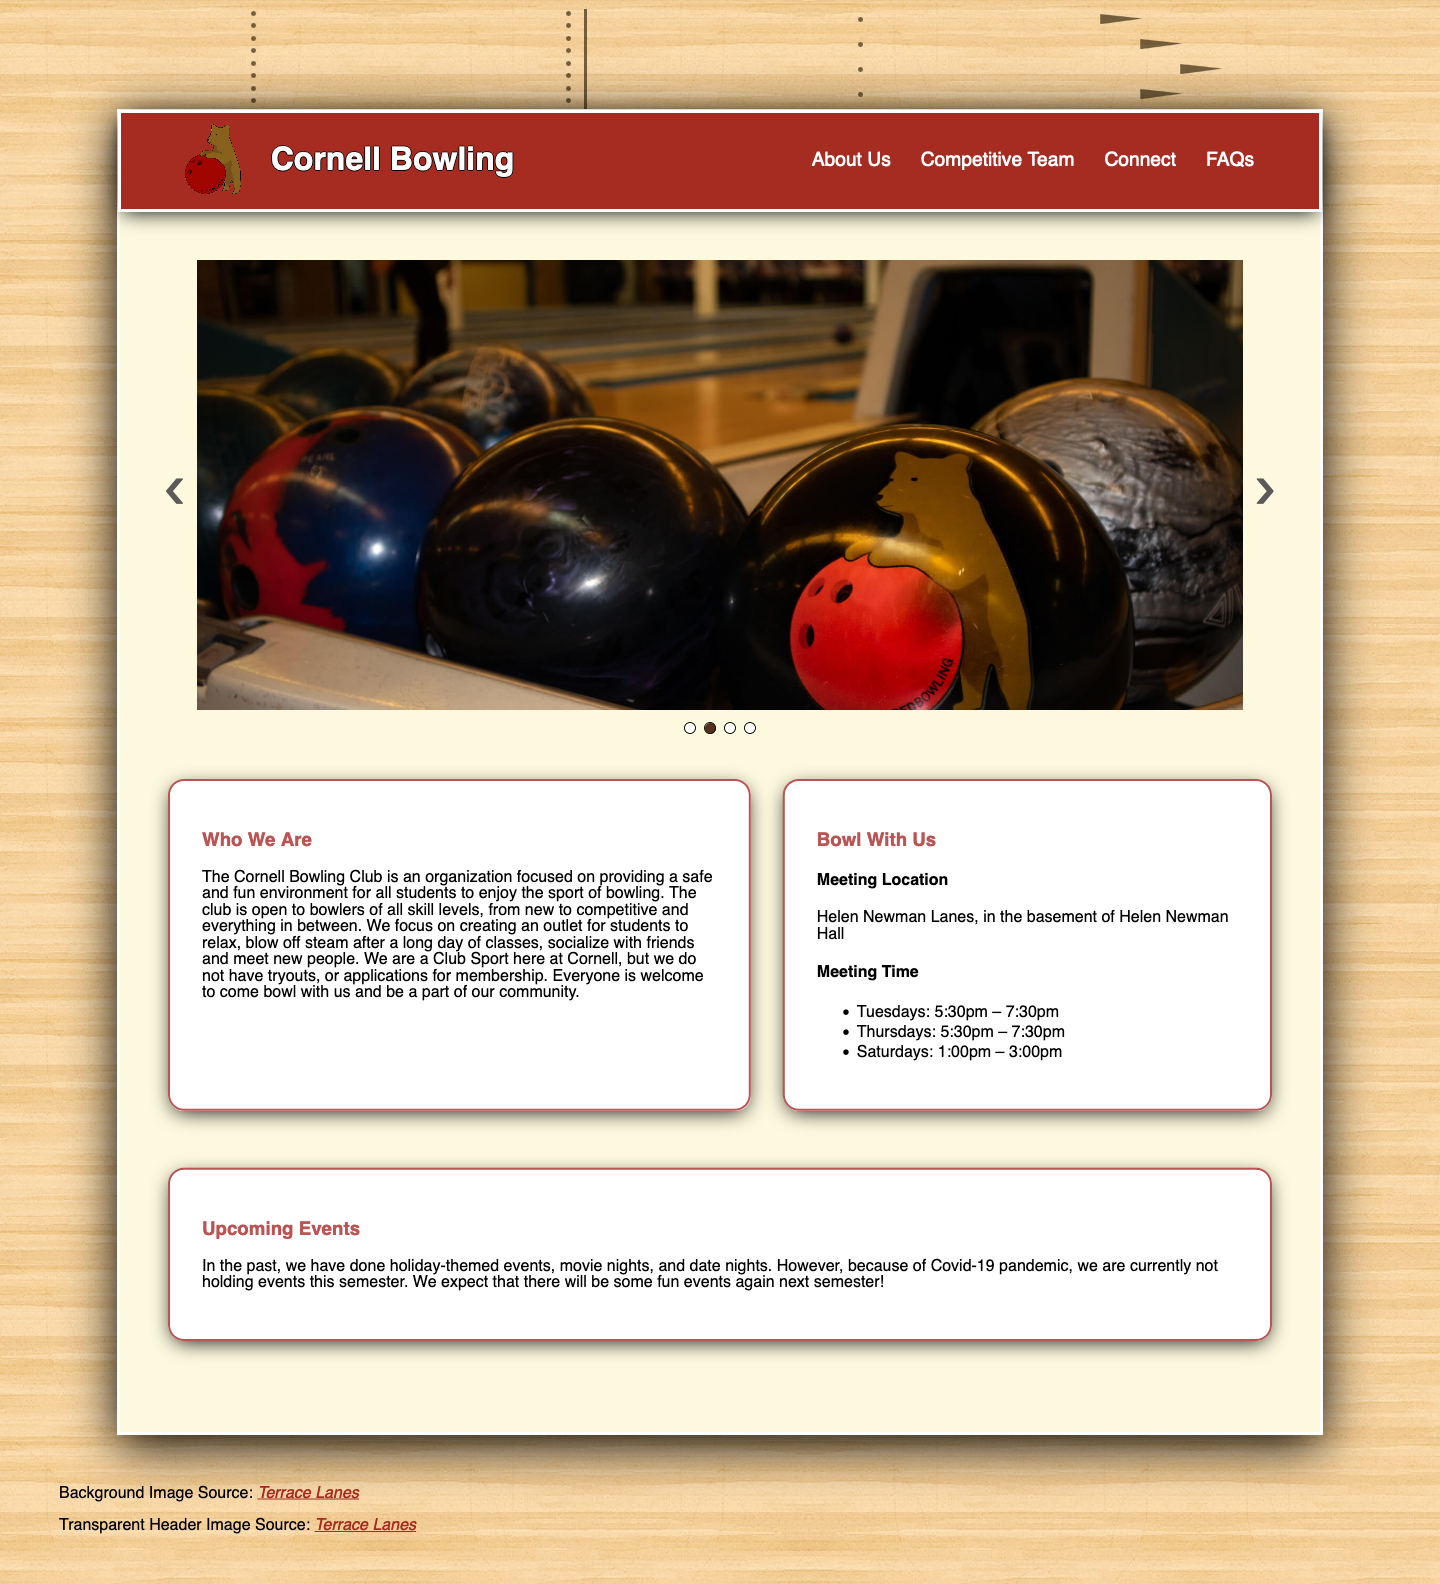 Cornell Bowling
About Us Competitive Team Connect FAQs
PEARL
BOWLING
Who We Are
The Cornell Bowling Club is an organization focused on providing a safe
and fun environment for all students to enjoy the sport of bowling. The
club is open to bowlers of all skill levels, from new to competitive and
everything in between. We focus on creating an outlet for students to
relax, blow off steam after a long day of classes, socialize with friends
and meet new people. We are a Club Sport here at Cornell, but we do
not have tryouts, or applications for membership. Everyone is welcome
to come bowl with us and be a part of our community.
Bowl With Us
Meeting Location
Helen Newman Lanes, in the basement of Helen Newman
Hall
Meeting Time
• Tuesdays: 5:30pm – 7:30pm
• Thursdays: 5:30pm – 7:30pm
• Saturdays: 1:00pm – 3:00pm
Upcoming Events
In the past, we have done holiday-themed events, movie nights, and date nights. However, because of Covid-19 pandemic, we are currently not
holding events this semester. We expect that there will be some fun events again next semester!
Background Image Source: Terrace Lanes
Transparent Header Image Source: Terrace Lanes